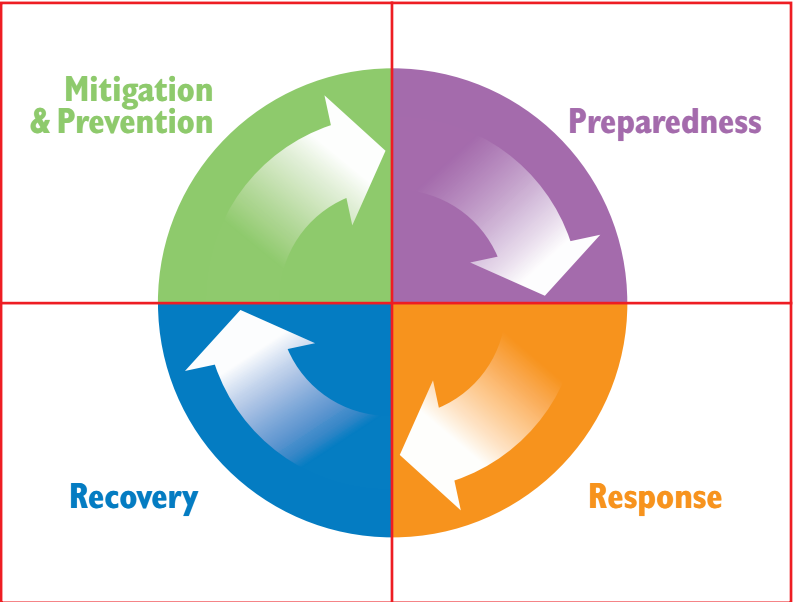 Mitigation
& Prevention
Preparedness
Recovery
Response